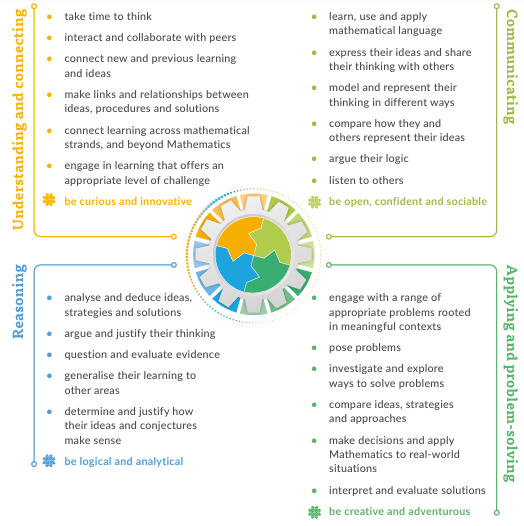 Understanding and connecting
take time to think
interact and collaborate with peers
connect new and previous learning
and ideas
make links and relationships between
ideas, procedures and solutions
connect learning across mathematical
strands, and beyond Mathematics
engage in learning that offers an
appropriate level of challenge
be curious and innovative
Communicating
learn, use and apply
mathematical language
express their ideas and share
their thinking with others
model and represent their
thinking in different ways
compare how they and
others represent their ideas
argue their logic
listen to others
be open, confident and sociable
Reasoning
analyse and deduce ideas,
strategies and solutions
argue and justify their thinking
question and evaluate evidence
generalise their learning to
other areas
determine and justify how
their ideas and conjectures
make sense
be logical and analytical
Applying and problem-solving
engage with a range of
appropriate problems rooted
in meaningful contexts
pose problems
investigate and explore
ways to solve problems
compare ideas, strategies
and approaches
make decisions and apply
Mathematics to real-world
situations
interpret and evaluate solutions
be creative and adventurous